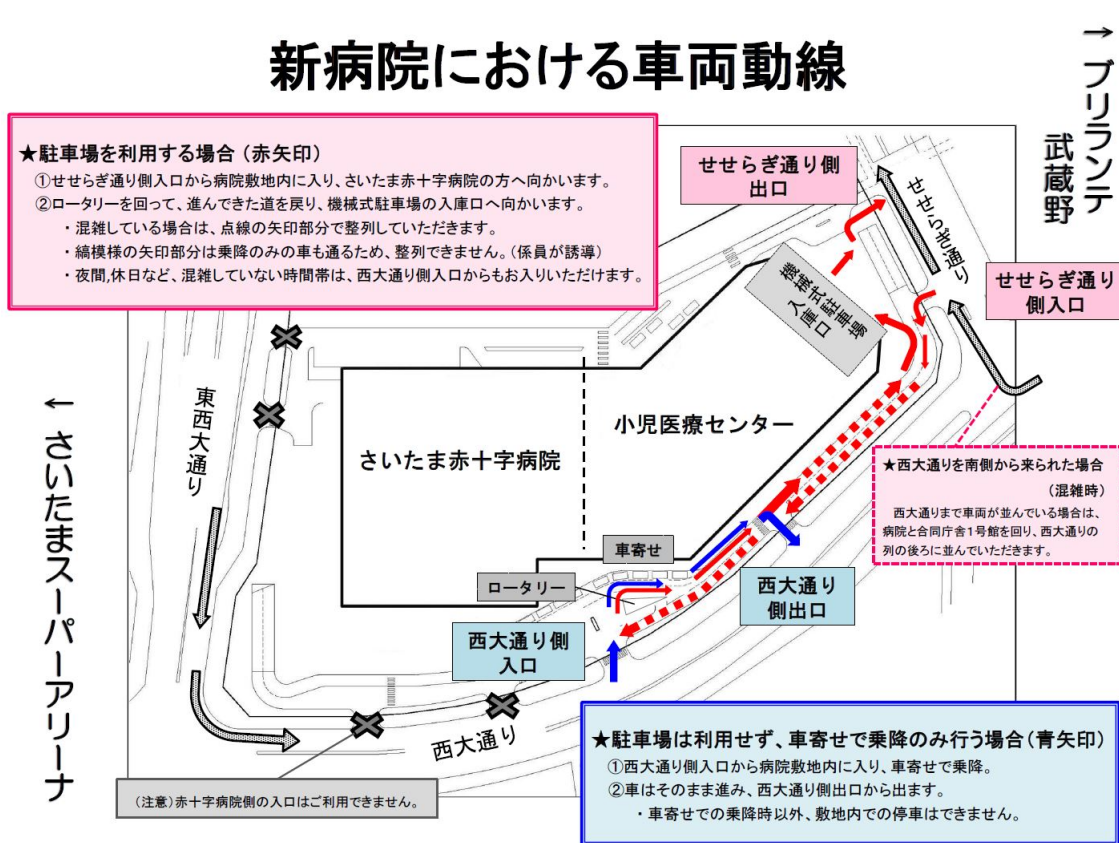 新病院における車両動線
→ ブリランテ
武蔵野
★駐車場を利用する場合（赤矢印）
①せせらぎ通り側入口から病院敷地内に入り、さいたま赤十字病院の方へ向かいます。
②ロータリーを回って、進んできた道を戻り、機械式駐車場の入庫口へ向かいます。
・混雑している場合は、点線の矢印部分で整列していただきます。
・縞模様の矢印部分は乗降のみの車も通るため、整列できません。（係員が誘導）
・夜間,休日など、混雑していない時間帯は、西大通り側入口からもお入りいただけます。
せせらぎ通り側
出口
せせらぎ通り
せせらぎ通り
側入口
機械式駐車場
入庫口
東西大通り
← さいたまスーパーアリーナ
さいたま赤十字病院
小児医療センター
★西大通りを南側から来られた場合
（混雑時）
西大通りまで車両が並んでいる場合は、
病院と合同庁舎１号館を回り、西大通りの
列の後ろに並んでいただきます。
車寄せ
ロータリー
西大通り
側出口
西大通り側
入口
西大通り
（注意）赤十字病院側の入口はご利用できません。
★駐車場は利用せず、車寄せで乗降のみ行う場合（青矢印）
①西大通り側入口から病院敷地内に入り、車寄せで乗降。
②車はそのまま進み、西大通り側出口から出ます。
・車寄せでの乗降時以外、敷地内での停車はできません。